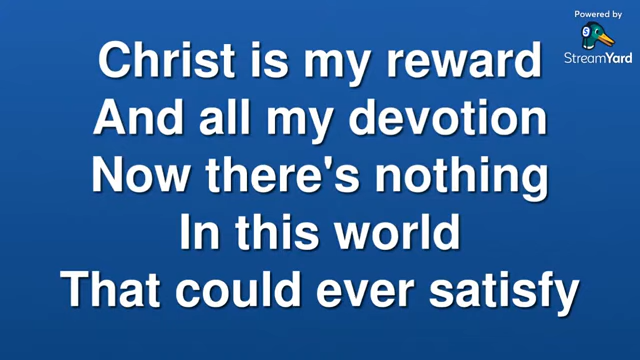 Powered by
StreamYard
Christ is my reward
And all my devotion
Now there's nothing
In this world
That could ever satisfy